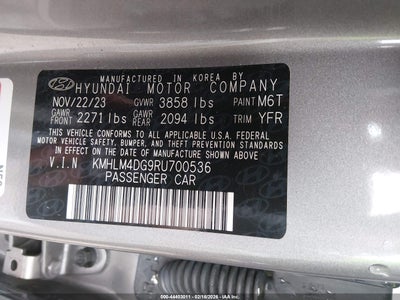 MANUFACTURED IN KOREA BY
HYUNDAI MOTOR COMPANY
NOV/22/23 GVWR 3858 lbs PAINT M6T
GAWR FRONT 2271 lbs GAWR REAR 2094 lbs TRIM YFR
THIS VEHICLE CONFORMS TO ALL APPLICABLE U.S.A. FEDERAL
MOTOR VEHICLE SAFETY, BUMPER, AND THEFT PREVENTION
STANDARDS IN EFFECT ON THE DATE OF MANUFACTURE SHOWN ABOVE.
V.I.N KMHLM4DG9RU700536
PASSENGER CAR
000-44403011 - 02/18/2026 - IAA Inc.